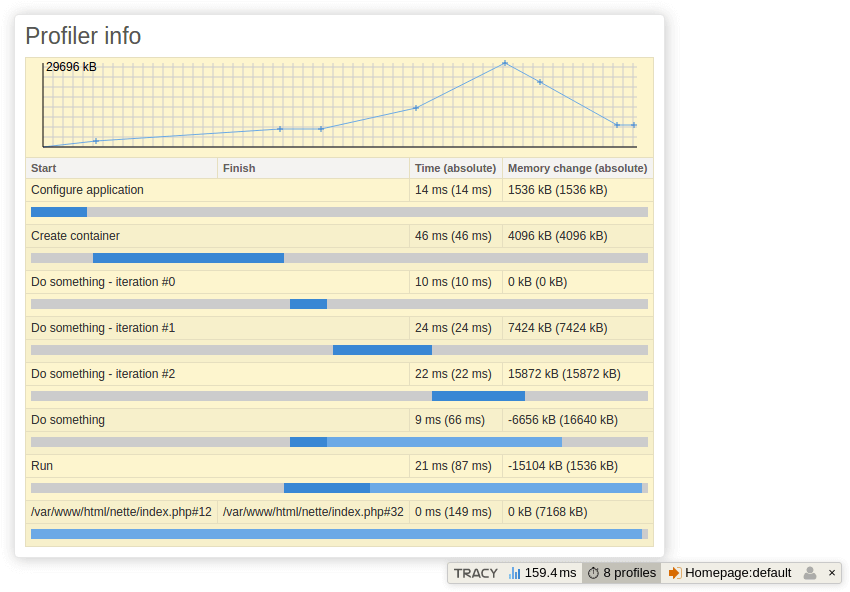 Profiler info
29696 kB
Start Finish Time (absolute) Memory change (absolute)
Configure application 14 ms (14 ms) 1536 kB (1536 kB)
Create container 46 ms (46 ms) 4096 kB (4096 kB)
Do something - iteration #0 10 ms (10 ms) 0 kB (0 kB)
Do something - iteration #1 24 ms (24 ms) 7424 kB (7424 kB)
Do something - iteration #2 22 ms (22 ms) 15872 kB (15872 kB)
Do something 9 ms (66 ms) -6656 kB (16640 kB)
Run 21 ms (87 ms) -15104 kB (1536 kB)
/var/www/html/nette/index.php#12 /var/www/html/nette/index.php#32 0 ms (149 ms) 0 kB (7168 kB)
TRACY 159.4 ms 8 profiles Homepage:default ×